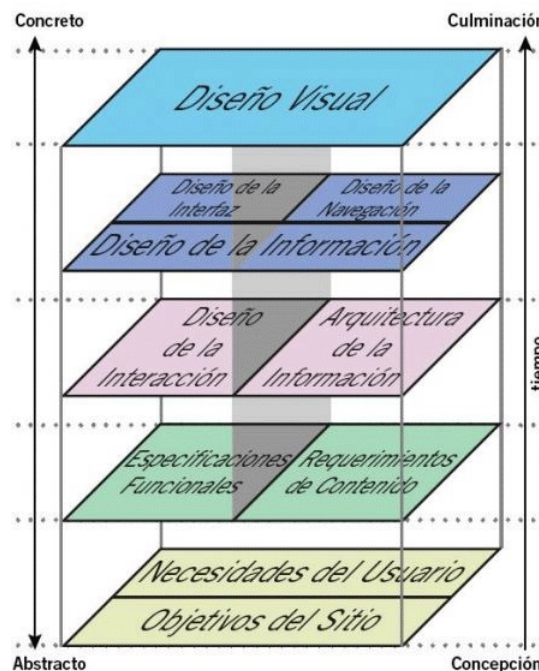 Concreto
Culminación
Diseño Visual
Diseño de la
Interfaz
Diseño de la
Navegación
Diseño de la Información
Diseño
de la
Interacción
Arquitectura
de la
Información
tiempo
Especificaciones
Funcionales
Requerimientos
de Contenido
Necesidades del Usuario
Objetivos del Sitio
Abstracto
Concepción